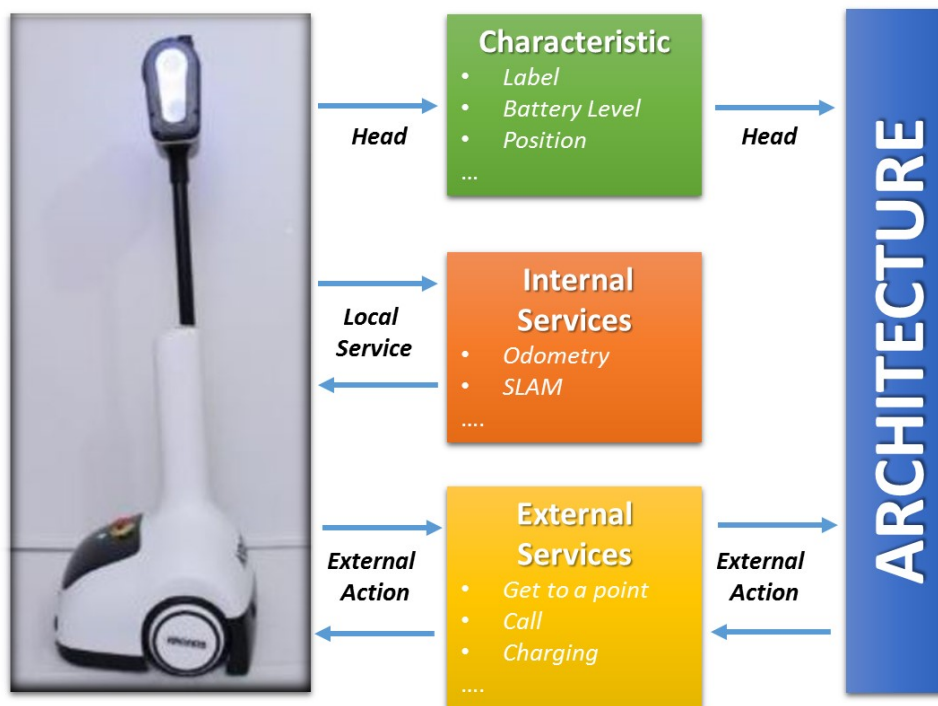 Characteristic
• Label
• Battery Level
• Position
...
Head
Head
Internal
Services
• Odometry
• SLAM
....
Local
Service
External
Services
• Get to a point
• Call
• Charging
....
External
Action
External
Action
ARCHITECTURE